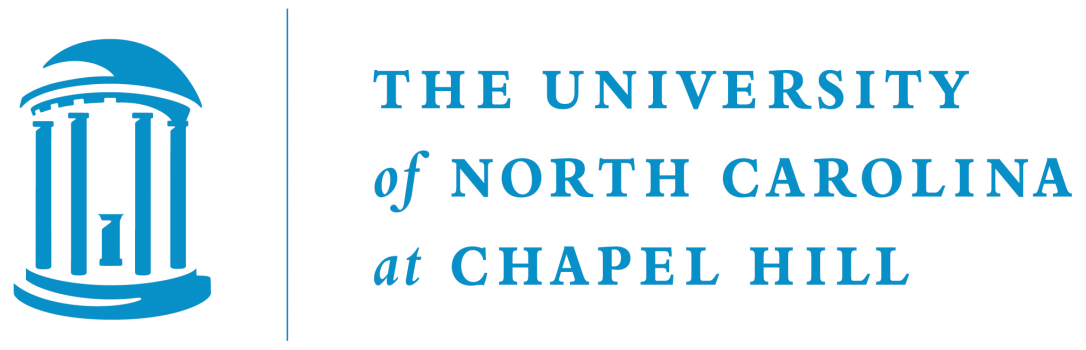 THE UNIVERSITY
of NORTH CAROLINA
at CHAPEL HILL